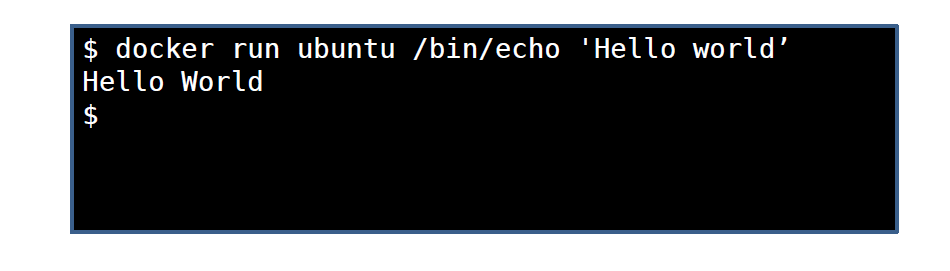 $ docker run ubuntu /bin/echo 'Hello world’
Hello World
$